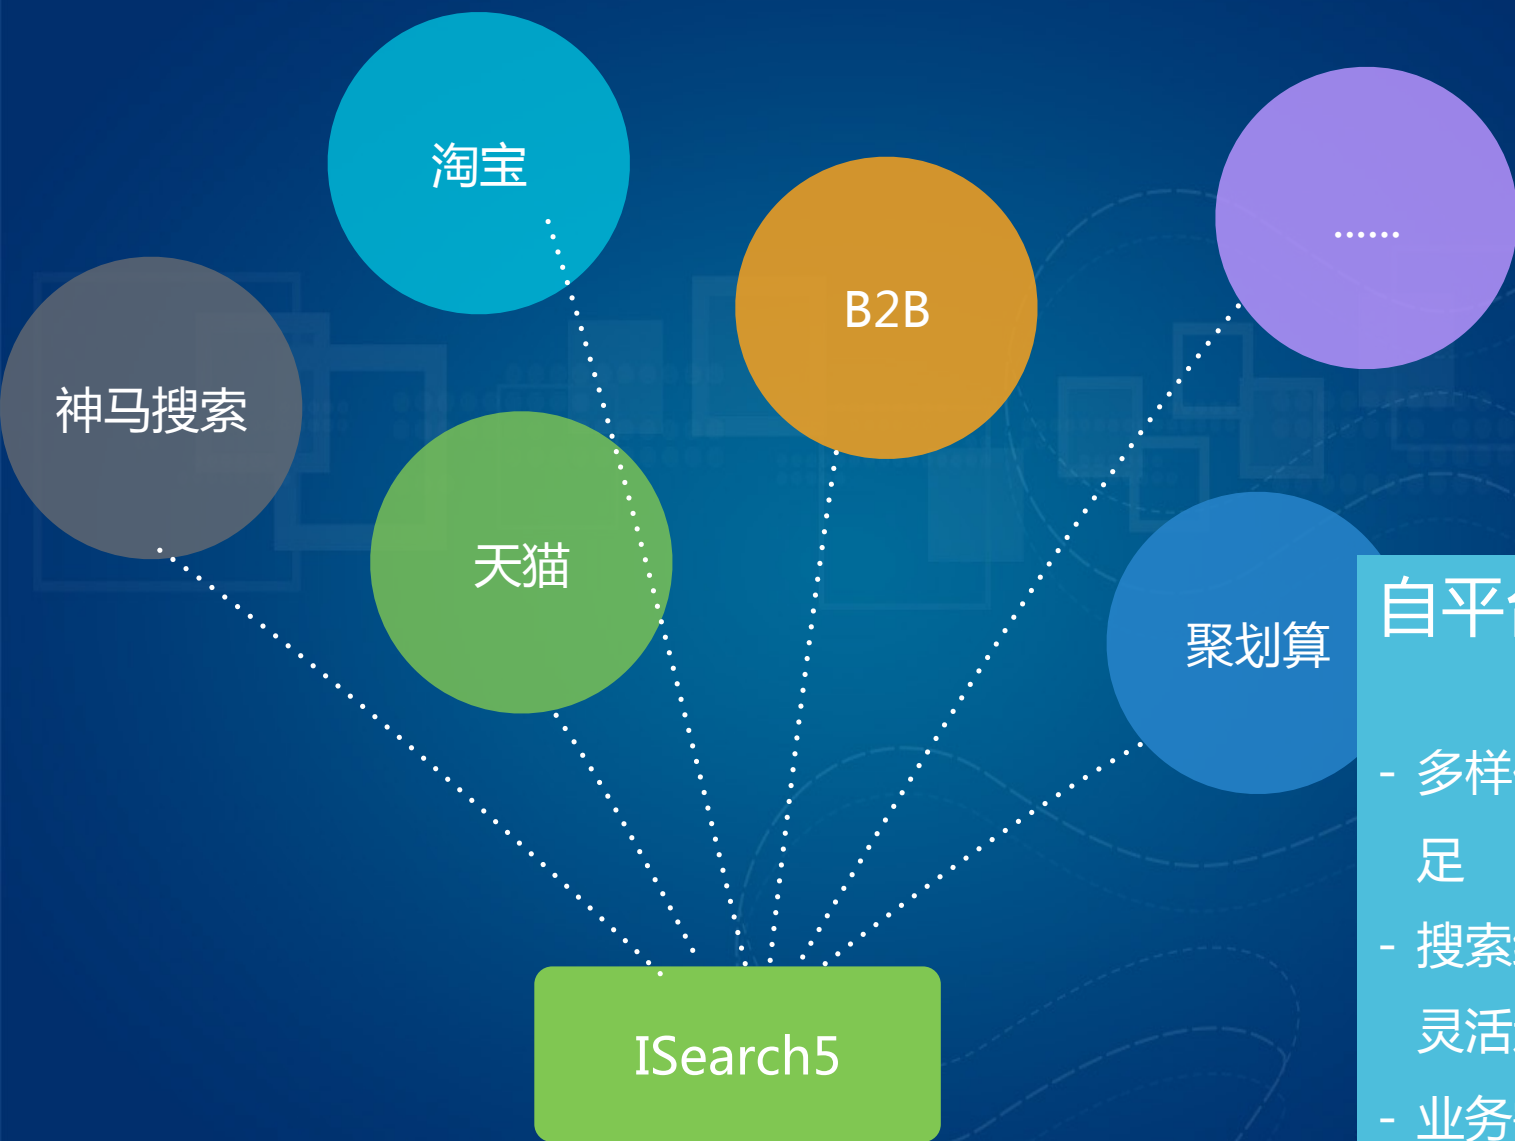 淘宝
……
B2B
神马搜索
天猫
聚划算
自平
- 多样
足
- 搜索
灵活
- 业务
ISearch5